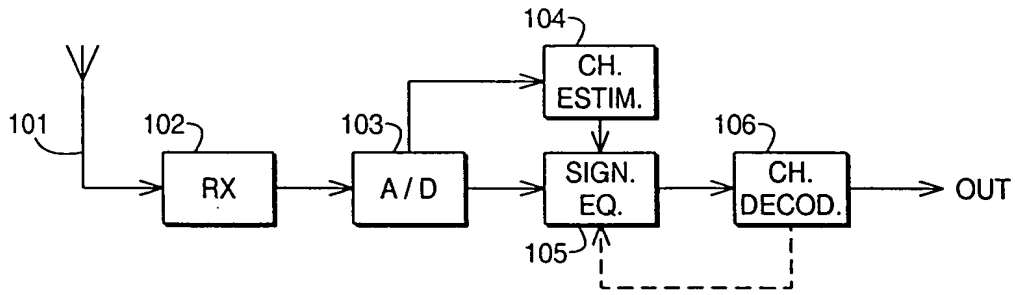 104
CH.
ESTIM.
101
102
103
106
RX
A / D
SIGN.
EQ.
CH.
DECOD.
OUT
105